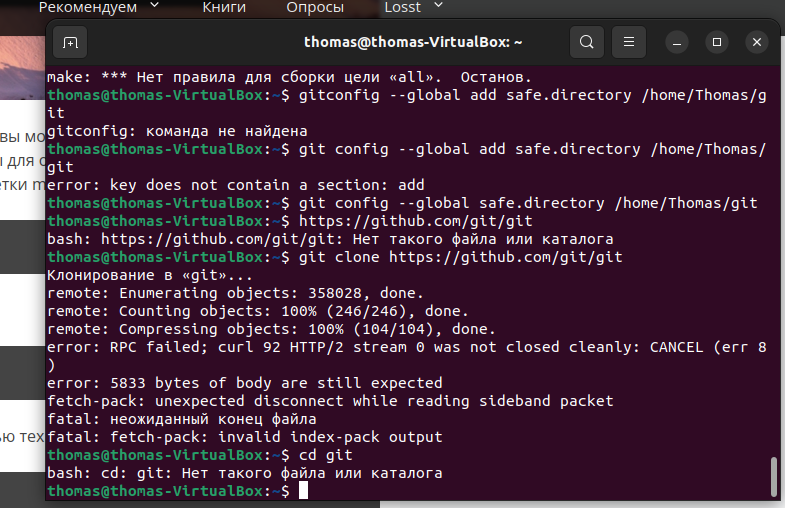 Рекомендуем Книги Опросы Losst
thomas@thomas-VirtualBox: ~
make: *** Нет правила для сборки цели «all».  Останов.
thomas@thomas-VirtualBox:~$ gitconfig --global add safe.directory /home/Thomas/g
it
gitconfig: команда не найдена
thomas@thomas-VirtualBox:~$ git config --global add safe.directory /home/Thomas/
git
error: key does not contain a section: add
thomas@thomas-VirtualBox:~$ git config --global safe.directory /home/Thomas/git
thomas@thomas-VirtualBox:~$ https://github.com/git/git
bash: https://github.com/git/git: Нет такого файла или каталога
thomas@thomas-VirtualBox:~$ git clone https://github.com/git/git
Клонирование в «git»...
remote: Enumerating objects: 358028, done.
remote: Counting objects: 100% (246/246), done.
remote: Compressing objects: 100% (104/104), done.
error: RPC failed; curl 92 HTTP/2 stream 0 was not closed cleanly: CANCEL (err 8
)
error: 5833 bytes of body are still expected
fetch-pack: unexpected disconnect while reading sideband packet
fatal: неожиданный конец файла
fatal: fetch-pack: invalid index-pack output
thomas@thomas-VirtualBox:~$ cd git
bash: cd: git: Нет такого файла или каталога
thomas@thomas-VirtualBox:~$